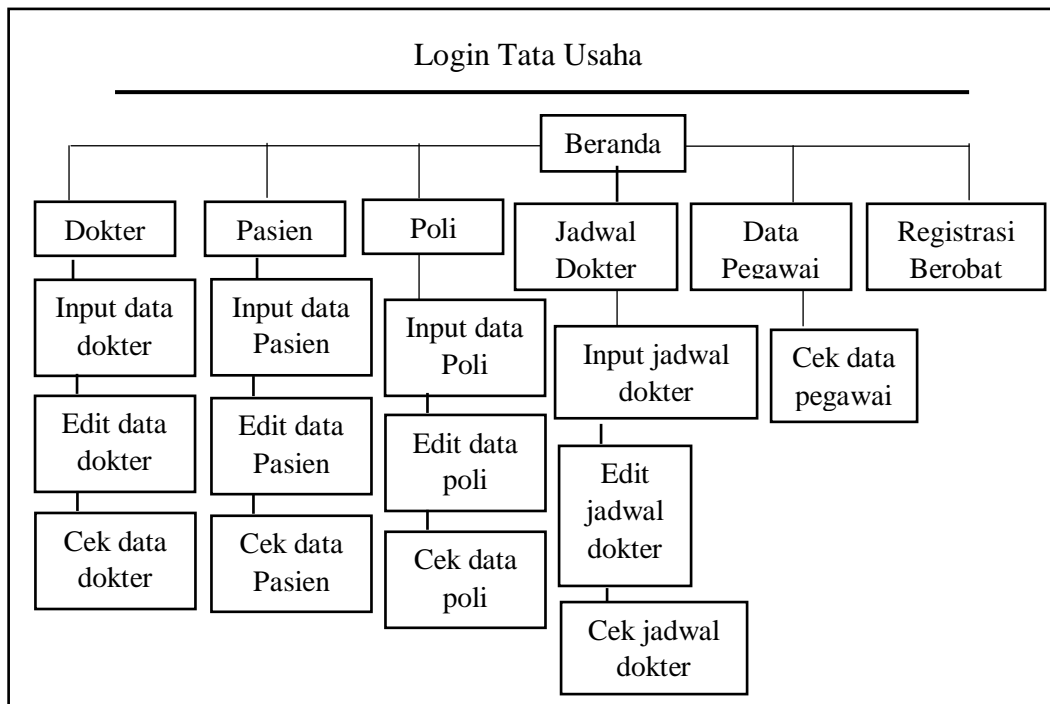 Login Tata Usaha
Beranda
Dokter
Input data
dokter
Edit data
dokter
Cek data
dokter
Pasien
Input data
Pasien
Edit data
Pasien
Cek data
Pasien
Poli
Input data
Poli
Edit data
poli
Cek data
poli
Jadwal
Dokter
Input jadwal
dokter
Edit
jadwal
dokter
Cek jadwal
dokter
Data
Pegawai
Cek data
pegawai
Registrasi
Berobat